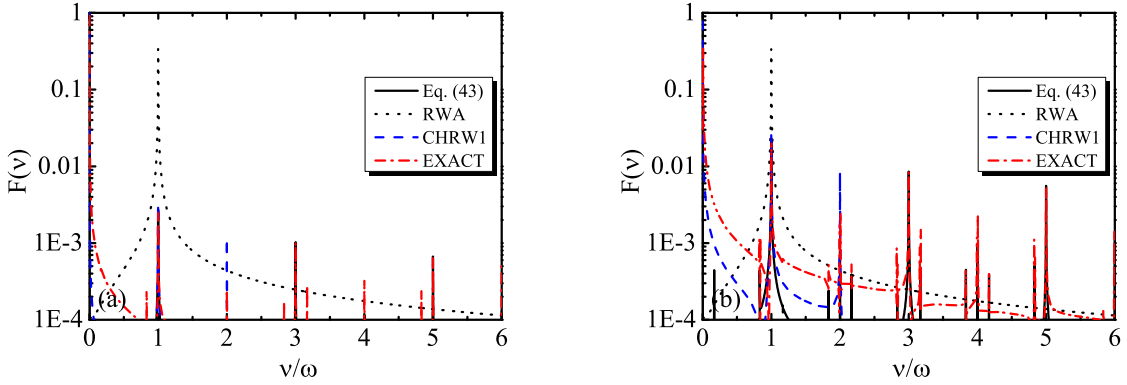 1
0.1
0.01
1E-3
1E-4
F(ν)
Eq. (43)
RWA
CHRW1
EXACT
(a)
0 1 2 3 4 5 6
ν/ω
1
0.1
0.01
1E-3
1E-4
F(ν)
Eq. (43)
RWA
CHRW1
EXACT
(b)
0 1 2 3 4 5 6
ν/ω